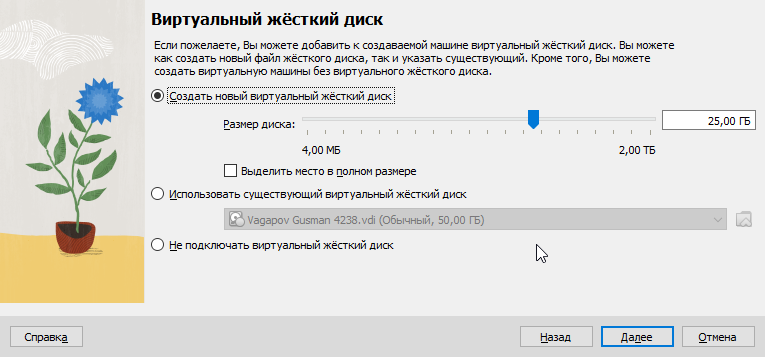 Виртуальный жёсткий диск
Если пожелаете, Вы можете добавить к создаваемой машине виртуальный жёсткий диск. Вы можете
как создать новый файл жёсткого диска, так и указать существующий. Кроме того, Вы можете
создать виртуальную машины без виртуального жёсткого диска.
Создать новый виртуальный жёсткий диск
Размер диска:
25,00 ГБ
4,00 МБ
2,00 ТБ
Выделить место в полном размере
Использовать существующий виртуальный жёсткий диск
Vagapov Gusman 4238.vdi (Обычный, 50,00 ГБ)
Не подключать виртуальный жёсткий диск
Справка
Назад
Далее
Отмена